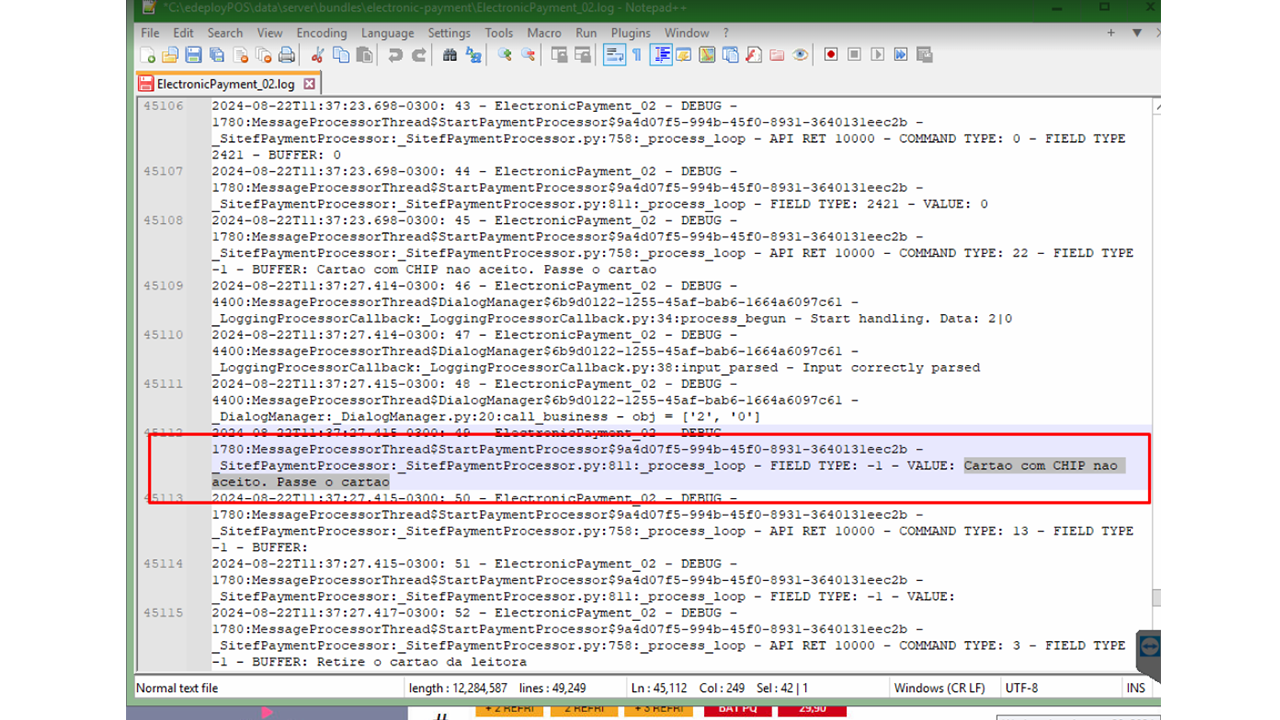 *C:\edeployPOS\data\server\bundles\electronic-payment\ElectronicPayment_02.log - Notepad++
File Edit Search View Encoding Language Settings Tools Macro Run Plugins Window ?
ElectronicPayment_02.log
45106 2024-08-22T11:37:23.698-0300: 43 - ElectronicPayment_02 - DEBUG -
1780:MessageProcessorThread$StartPaymentProcessor$9a4d07f5-994b-45f0-8931-3640131eec2b -
_SitefPaymentProcessor:_SitefPaymentProcessor.py:758:_process_loop - API RET 10000 - COMMAND TYPE: 0 - FIELD TYPE
2421 - BUFFER: 0
45107 2024-08-22T11:37:23.698-0300: 44 - ElectronicPayment_02 - DEBUG -
1780:MessageProcessorThread$StartPaymentProcessor$9a4d07f5-994b-45f0-8931-3640131eec2b -
_SitefPaymentProcessor:_SitefPaymentProcessor.py:811:_process_loop - FIELD TYPE: 2421 - VALUE: 0
45108 2024-08-22T11:37:23.698-0300: 45 - ElectronicPayment_02 - DEBUG -
1780:MessageProcessorThread$StartPaymentProcessor$9a4d07f5-994b-45f0-8931-3640131eec2b -
_SitefPaymentProcessor:_SitefPaymentProcessor.py:758:_process_loop - API RET 10000 - COMMAND TYPE: 22 - FIELD TYPE
-1 - BUFFER: Cartao com CHIP nao aceito. Passe o cartao
45109 2024-08-22T11:37:27.414-0300: 46 - ElectronicPayment_02 - DEBUG -
4400:MessageProcessorThread$DialogManager$6b9d0122-1255-45af-bab6-1664a6097c61 -
_LoggingProcessorCallback:_LoggingProcessorCallback.py:34:process_begun - Start handling. Data: 2|0
45110 2024-08-22T11:37:27.414-0300: 47 - ElectronicPayment_02 - DEBUG -
4400:MessageProcessorThread$DialogManager$6b9d0122-1255-45af-bab6-1664a6097c61 -
_LoggingProcessorCallback:_LoggingProcessorCallback.py:38:input_parsed - Input correctly parsed
45111 2024-08-22T11:37:27.415-0300: 48 - ElectronicPayment_02 - DEBUG -
4400:MessageProcessorThread$DialogManager$6b9d0122-1255-45af-bab6-1664a6097c61 -
_DialogManager:_DialogManager.py:20:call_business - obj = ['2', '0']
45112 2024-08-22T11:37:27.415-0300: 49 - ElectronicPayment_02 - DEBUG -
1780:MessageProcessorThread$StartPaymentProcessor$9a4d07f5-994b-45f0-8931-3640131eec2b -
_SitefPaymentProcessor:_SitefPaymentProcessor.py:811:_process_loop - FIELD TYPE: -1 - VALUE: Cartao com CHIP nao
aceito. Passe o cartao
45113 2024-08-22T11:37:27.415-0300: 50 - ElectronicPayment_02 - DEBUG -
1780:MessageProcessorThread$StartPaymentProcessor$9a4d07f5-994b-45f0-8931-3640131eec2b -
_SitefPaymentProcessor:_SitefPaymentProcessor.py:758:_process_loop - API RET 10000 - COMMAND TYPE: 13 - FIELD TYPE
-1 - BUFFER:
45114 2024-08-22T11:37:27.415-0300: 51 - ElectronicPayment_02 - DEBUG -
1780:MessageProcessorThread$StartPaymentProcessor$9a4d07f5-994b-45f0-8931-3640131eec2b -
_SitefPaymentProcessor:_SitefPaymentProcessor.py:811:_process_loop - FIELD TYPE: -1 - VALUE:
45115 2024-08-22T11:37:27.417-0300: 52 - ElectronicPayment_02 - DEBUG -
1780:MessageProcessorThread$StartPaymentProcessor$9a4d07f5-994b-45f0-8931-3640131eec2b -
_SitefPaymentProcessor:_SitefPaymentProcessor.py:758:_process_loop - API RET 10000 - COMMAND TYPE: 3 - FIELD TYPE
-1 - BUFFER: Retire o cartao da leitora
Normal text file length : 12,284,587 lines : 49,249 Ln : 45,112 Col : 249 Sel : 42 | 1 Windows (CR LF) UTF-8 INS
+ 2 REFRI 2 REFRI + 3 REFRI BAT PQ 29,90